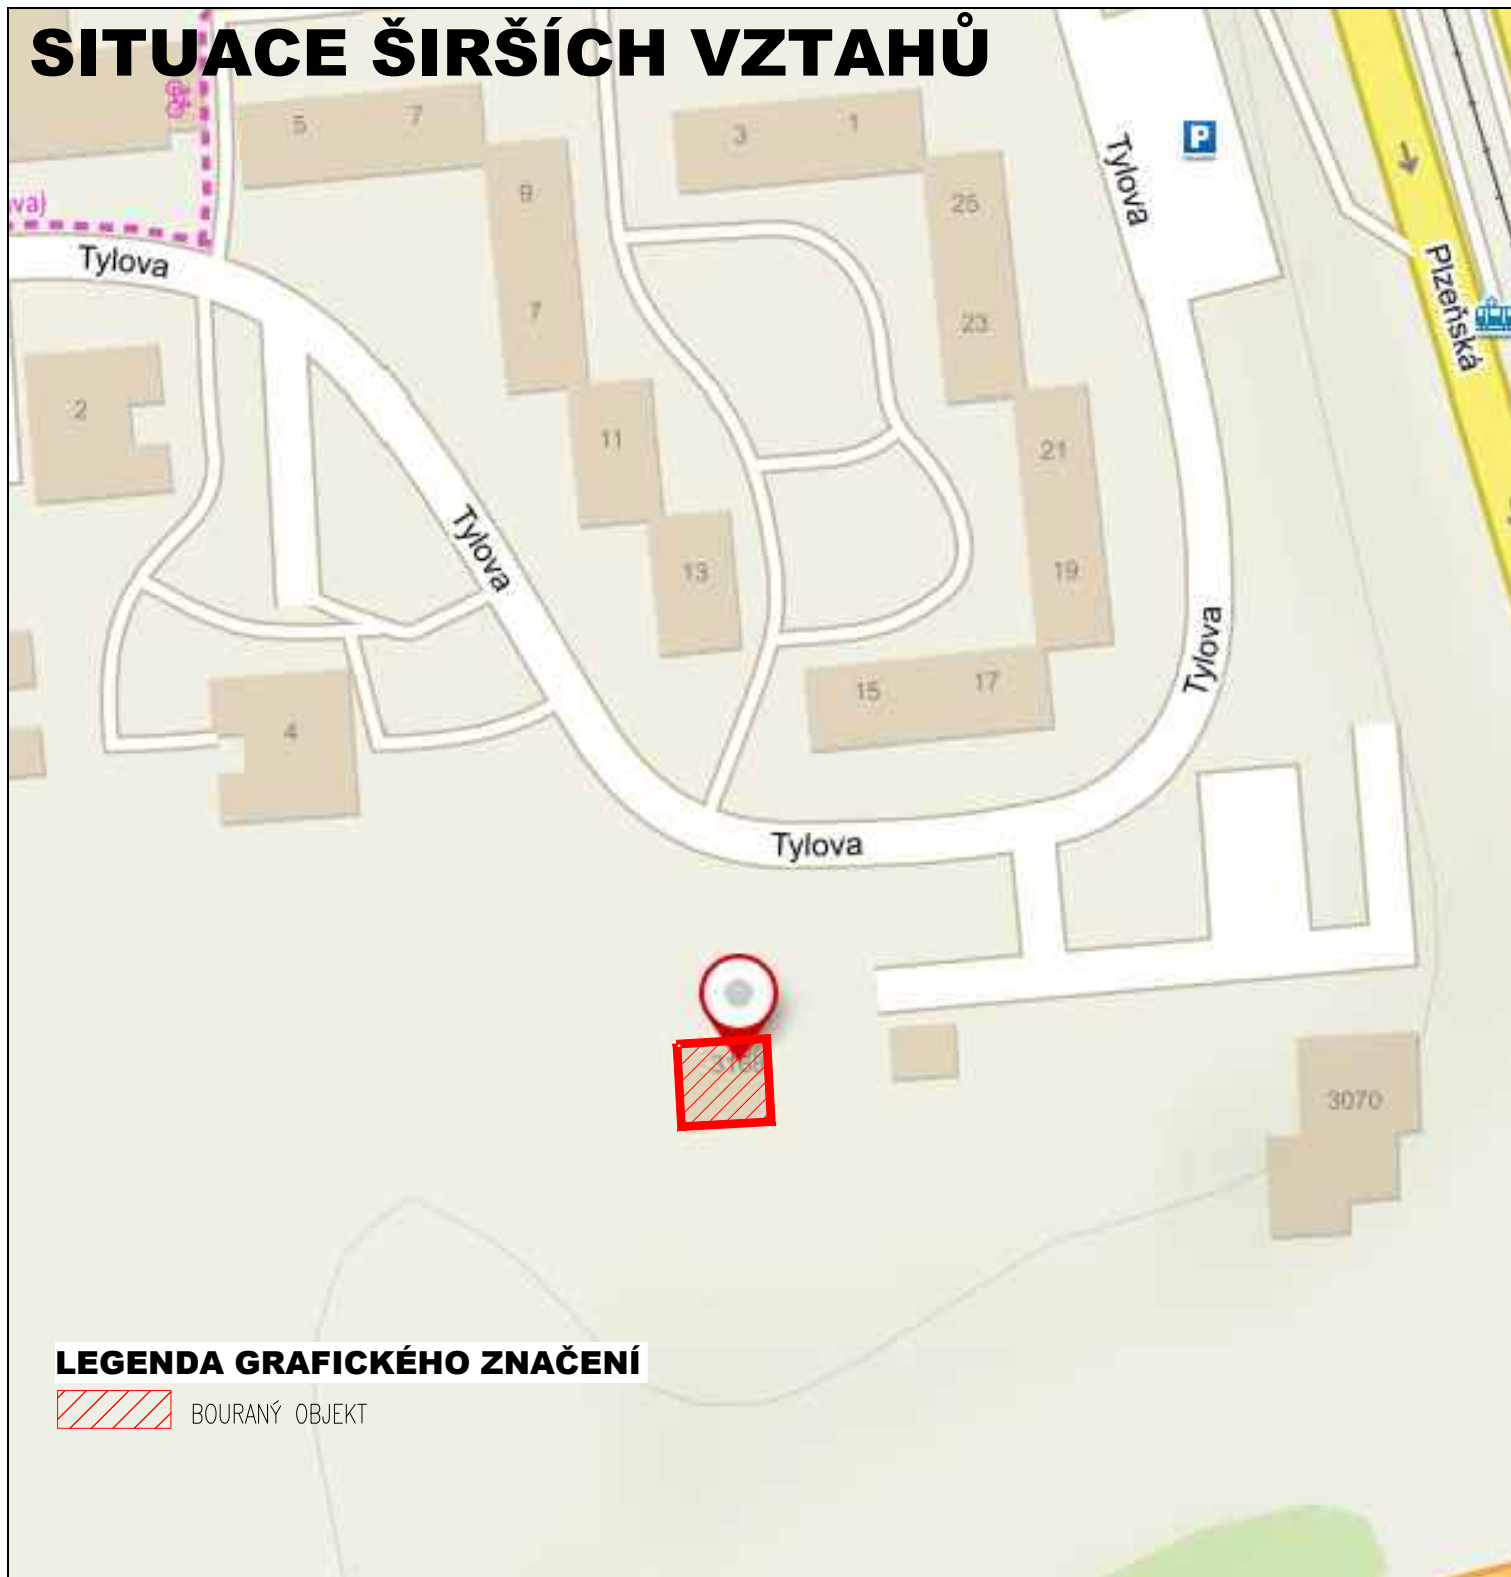 SITUACE ŠIRŠÍCH VZTAHŮ
5
7
3
1
P
Tylova
9
25
va)
Tylova
7
23
Plzeňská
2
11
21
Tylova
13
19
Tylova
15
17
4
Tylova
3070
LEGENDA GRAFICKÉHO ZNAČENÍ
BOURANÝ OBJEKT